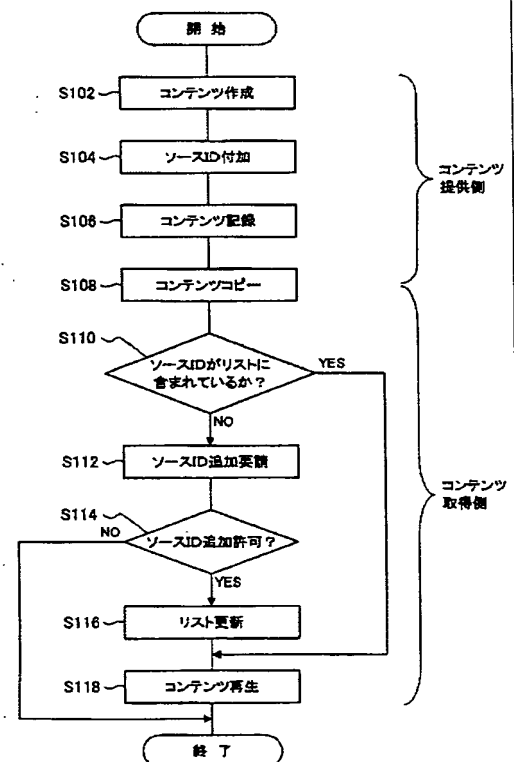 開 始
S102
コンテンツ作成
S104
ソースID付加
コンテンツ
提供側
S106
コンテンツ記録
S108
コンテンツコピー
S110
ソースIDがリストに
含まれているか?
YES
NO
S112
ソースID追加要請
コンテンツ
取得側
S114
NO
ソースID追加許可?
YES
S116
リスト更新
S118
コンテンツ再生
終 了